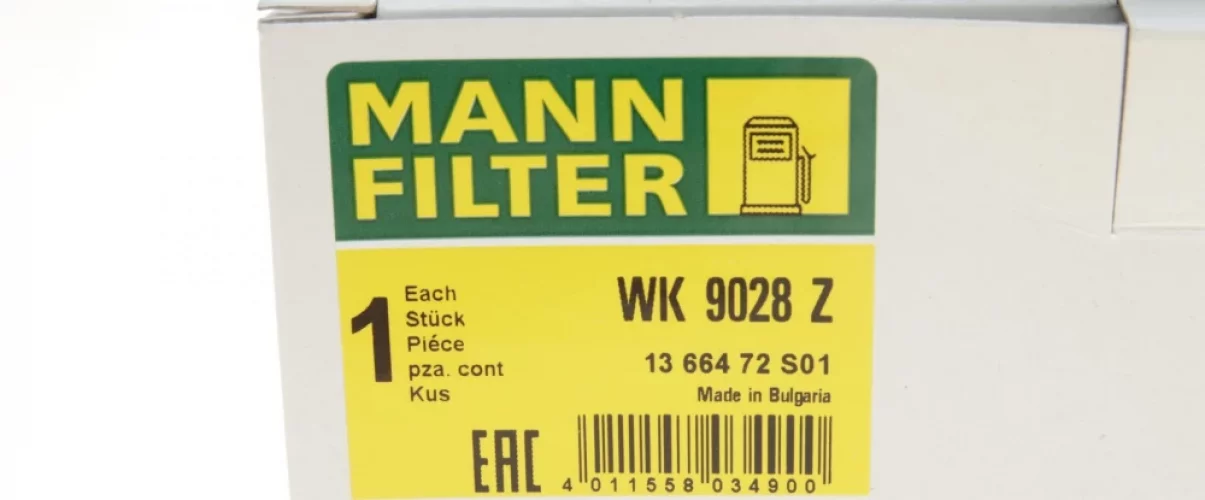 MANN
FILTER
1
Each
Stück
Piéce
pza. cont
Kus
WK 9028 Z
13 664 72 S01
Made in Bulgaria
EAC
4 011558 034900